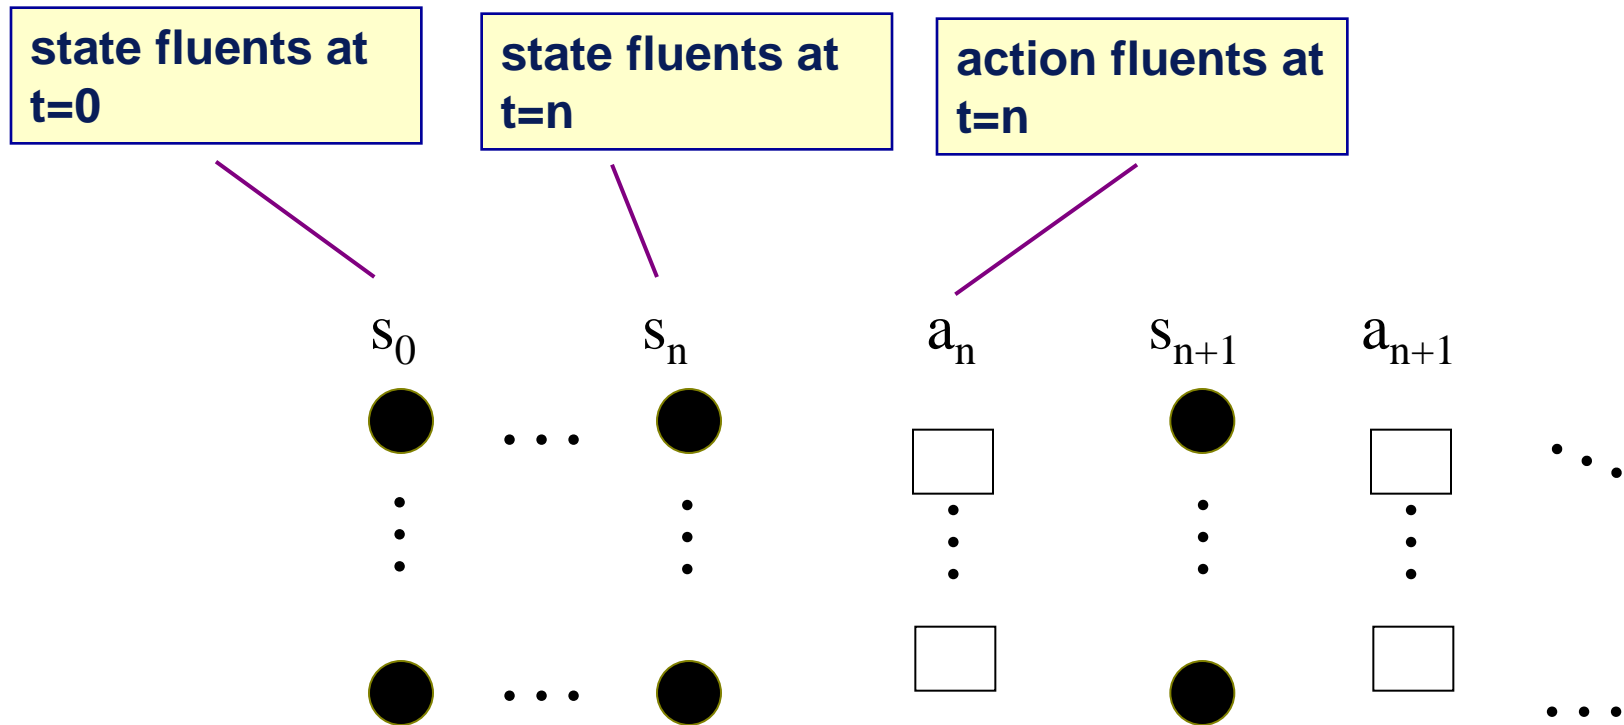 state fluents at
t=0
state fluents at
t=n
action fluents at
t=n
s₀ sₙ aₙ sₙ₊₁ aₙ₊₁